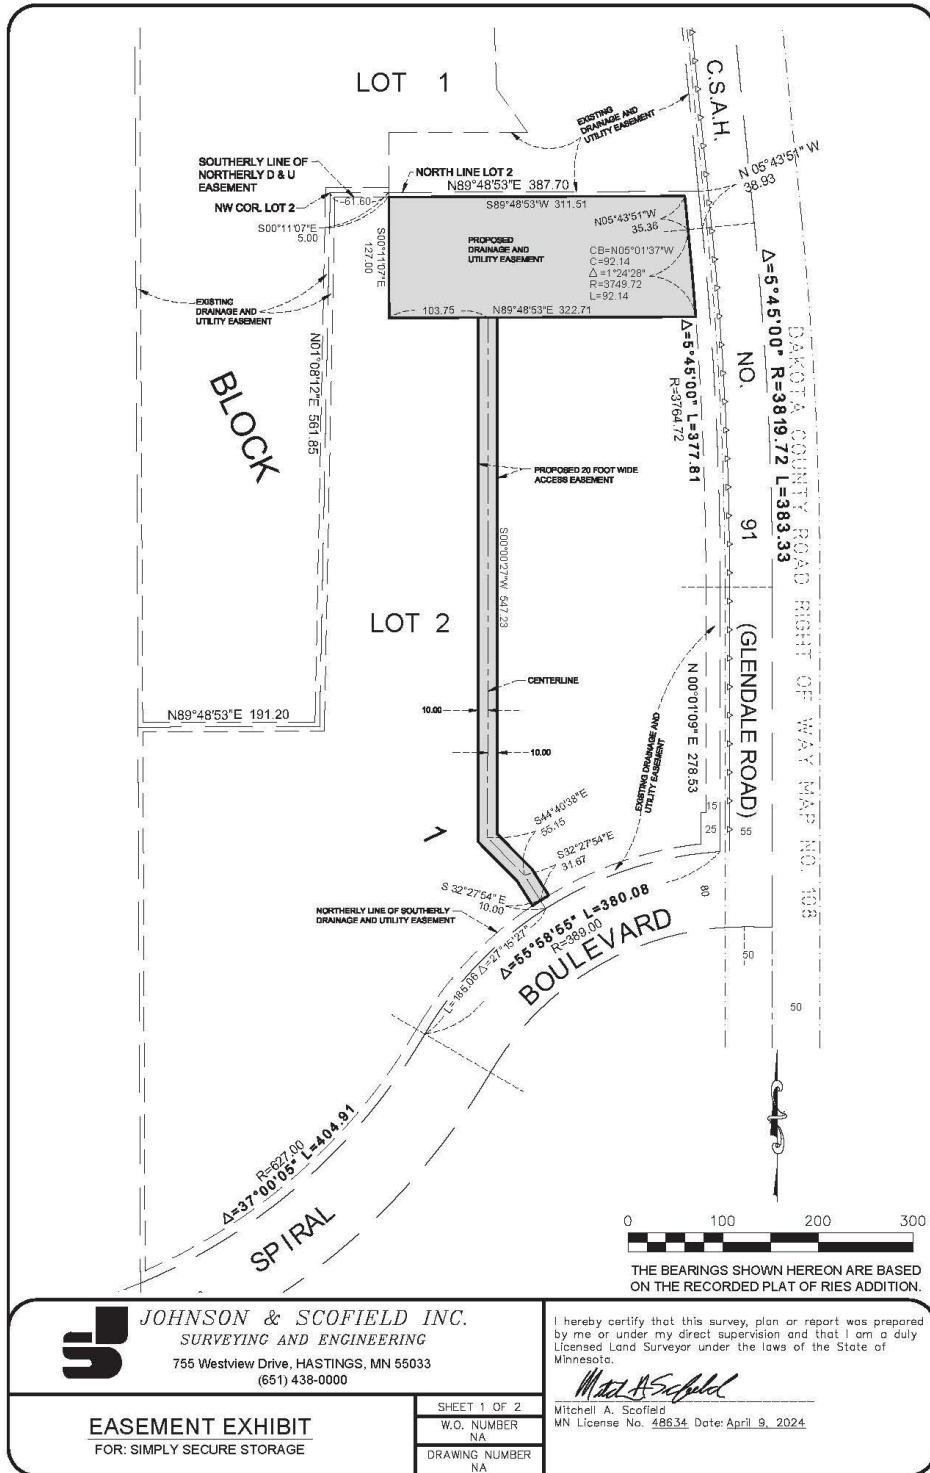 LOT 1
C.S.A.H.
EXISTING
DRAINAGE AND
UTILITY EASEMENT
SOUTHERLY LINE OF
NORTHERLY D & U
EASEMENT
NORTH LINE LOT 2
N89°48'53"E 387.70
N 05°43'51" W
38.93
NW COR. LOT 2
61.60
S89°48'53"W 311.51
S00°11'07"E
5.00
N05°43'51"W
35.36
S00°11'07"E
127.00
PROPOSED
DRAINAGE AND
UTILITY EASEMENT
CB=N05°01'37"W
C=92.14
Δ=1°24'28"
R=3749.72
L=92.14
EXISTING
DRAINAGE AND
UTILITY EASEMENT
103.75
N89°48'53"E 322.71
N01°08'12"E 561.85
BLOCK
Δ=5°45'00" L=377.81
R=3764.72
NO.
Δ=5°45'00" R=3819.72 L=383.33
DAKOTA COUNTY ROAD RIGHT OF WAY MAP NO. 108
PROPOSED 20 FOOT WIDE
ACCESS EASEMENT
91
S00°00'27"W 547.23
LOT 2
(GLENDALE ROAD)
CENTERLINE
N89°48'53"E 191.20
10.00
10.00
N 00°01'09" E 278.53
EXISTING DRAINAGE AND
UTILITY EASEMENT
15
25
55
1
S44°40'38"E
55.15
S32°27'54"E
31.67
S 32°27'54" E
10.00
80
NORTHERLY LINE OF SOUTHERLY
DRAINAGE AND UTILITY EASEMENT
L=185.06 Δ=27°15'27"
Δ=55°58'55" L=380.08
R=389.00
BOULEVARD
50
50
R=627.00
Δ=37°00'05" L=404.91
SPIRAL
0 100 200 300
THE BEARINGS SHOWN HEREON ARE BASED
ON THE RECORDED PLAT OF RIES ADDITION.
JOHNSON & SCOFIELD INC.
SURVEYING AND ENGINEERING
755 Westview Drive, HASTINGS, MN 55033
(651) 438-0000
I hereby certify that this survey, plan or report was prepared
by me or under my direct supervision and that I am a duly
Licensed Land Surveyor under the laws of the State of
Minnesota.
Mitch A Scofield
Mitchell A. Scofield
MN License No. 48634 Date: April 9, 2024
EASEMENT EXHIBIT
FOR: SIMPLY SECURE STORAGE
SHEET 1 OF 2
W.O. NUMBER
NA
DRAWING NUMBER
NA